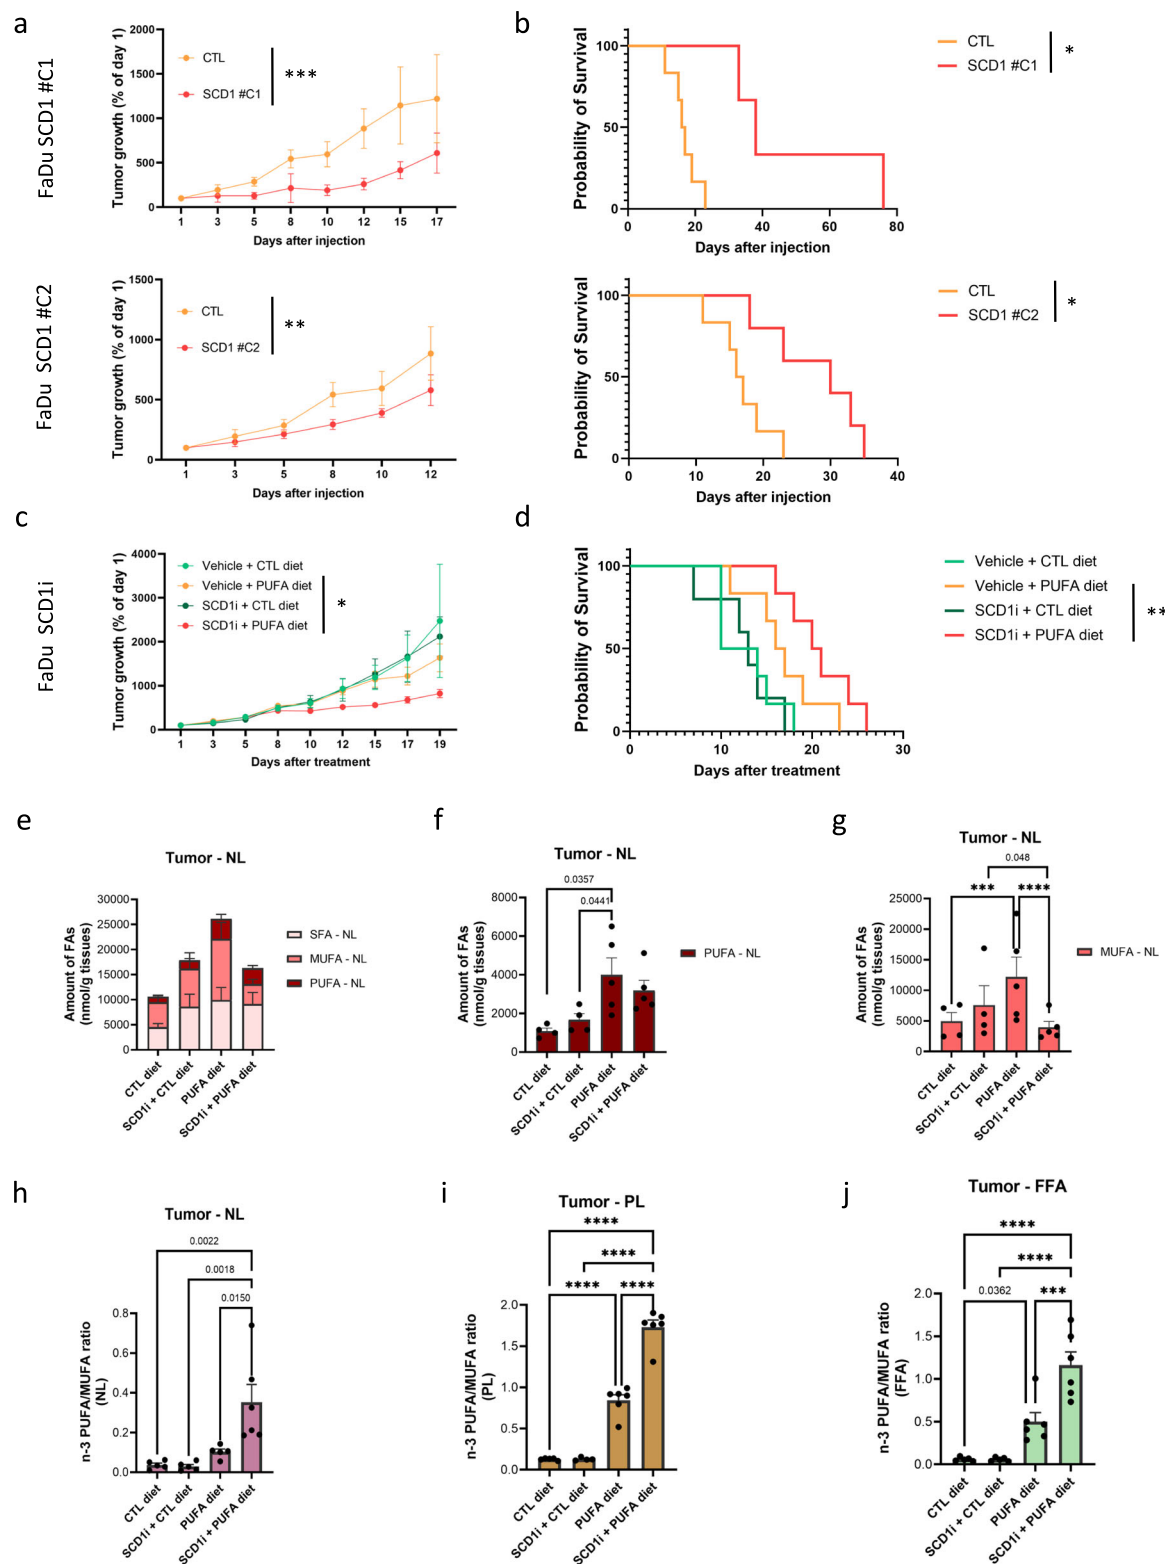 a
FaDu SCD1 #C1
Tumor growth (% of day 1)
2000
1500
1000
500
0
CTL
SCD1 #C1
***
1 3 5 8 10 12 15 17
Days after injection
b
Probability of Survival
100
50
0
0 20 40 60 80
Days after injection
CTL
SCD1 #C1
*
FaDu SCD1 #C2
Tumor growth (% of day 1)
1500
1000
500
0
CTL
SCD1 #C2
**
1 3 5 8 10 12
Days after injection
Probability of Survival
100
50
0
0 10 20 30 40
Days after injection
CTL
SCD1 #C2
*
c
FaDu SCD1i
Tumor growth (% of day 1)
4000
3000
2000
1000
0
Vehicle + CTL diet
Vehicle + PUFA diet
SCD1i + CTL diet
SCD1i + PUFA diet
*
1 3 5 8 10 12 15 17 19
Days after treatment
d
Probability of Survival
100
50
0
0 10 20 30
Days after treatment
Vehicle + CTL diet
Vehicle + PUFA diet
SCD1i + CTL diet
SCD1i + PUFA diet
**
e
Tumor - NL
Amount of FAs
(nmol/g tissues)
30000
25000
20000
15000
10000
5000
0
SFA - NL
MUFA - NL
PUFA - NL
CTL diet
SCD1i + CTL diet
PUFA diet
SCD1i + PUFA diet
f
Tumor - NL
0.0357
0.0441
Amount of FAs
(nmol/g tissues)
8000
6000
4000
2000
0
PUFA - NL
CTL diet
SCD1i + CTL diet
PUFA diet
SCD1i + PUFA diet
g
Tumor - NL
0.048
*** ****
Amount of FAs
(nmol/g tissues)
25000
20000
15000
10000
5000
0
MUFA - NL
CTL diet
SCD1i + CTL diet
PUFA diet
SCD1i + PUFA diet
h
Tumor - NL
0.0022
0.0018
0.0150
n-3 PUFA/MUFA ratio
(NL)
0.8
0.6
0.4
0.2
0.0
CTL diet
SCD1i + CTL diet
PUFA diet
SCD1i + PUFA diet
i
Tumor - PL
****
****
**** ****
n-3 PUFA/MUFA ratio
(PL)
2.0
1.5
1.0
0.5
0.0
CTL diet
SCD1i + CTL diet
PUFA diet
SCD1i + PUFA diet
j
Tumor - FFA
****
****
0.0362 ***
n-3 PUFA/MUFA ratio
(FFA)
2.0
1.5
1.0
0.5
0.0
CTL diet
SCD1i + CTL diet
PUFA diet
SCD1i + PUFA diet